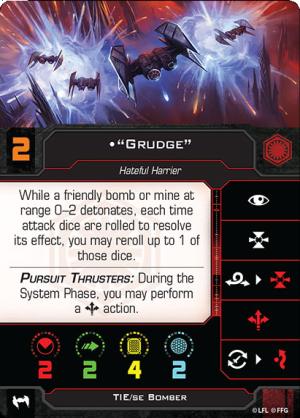 2
•“Grudge”
Hateful Harrier
While a friendly bomb or mine at
range 0–2 detonates, each time
attack dice are rolled to resolve
its effect, you may reroll up to 1 of
those dice.
Pursuit Thrusters: During the
System Phase, you may perform
a action.
2 2 4 2
TIE/se Bomber
©LFL ©FFG